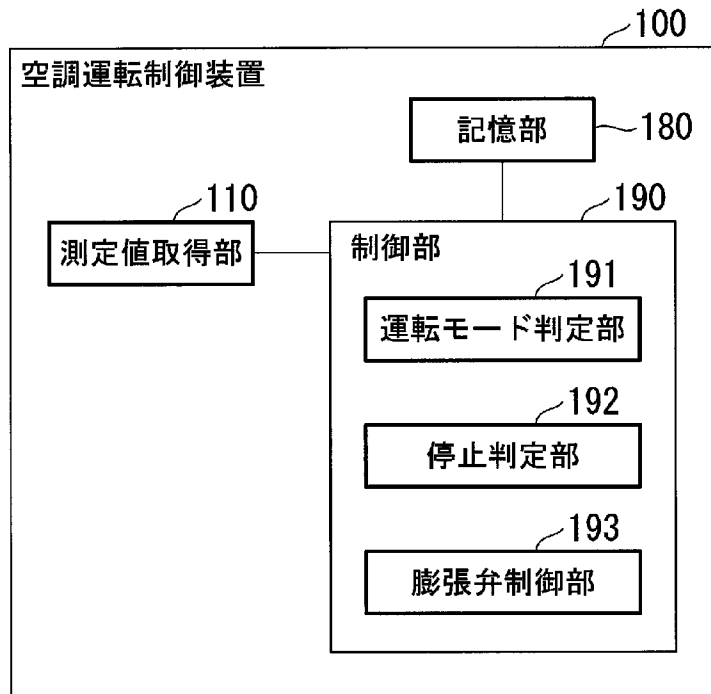 100
空調運転制御装置
記憶部
180
110
測定値取得部
190
制御部
191
運転モード判定部
192
停止判定部
193
膨張弁制御部